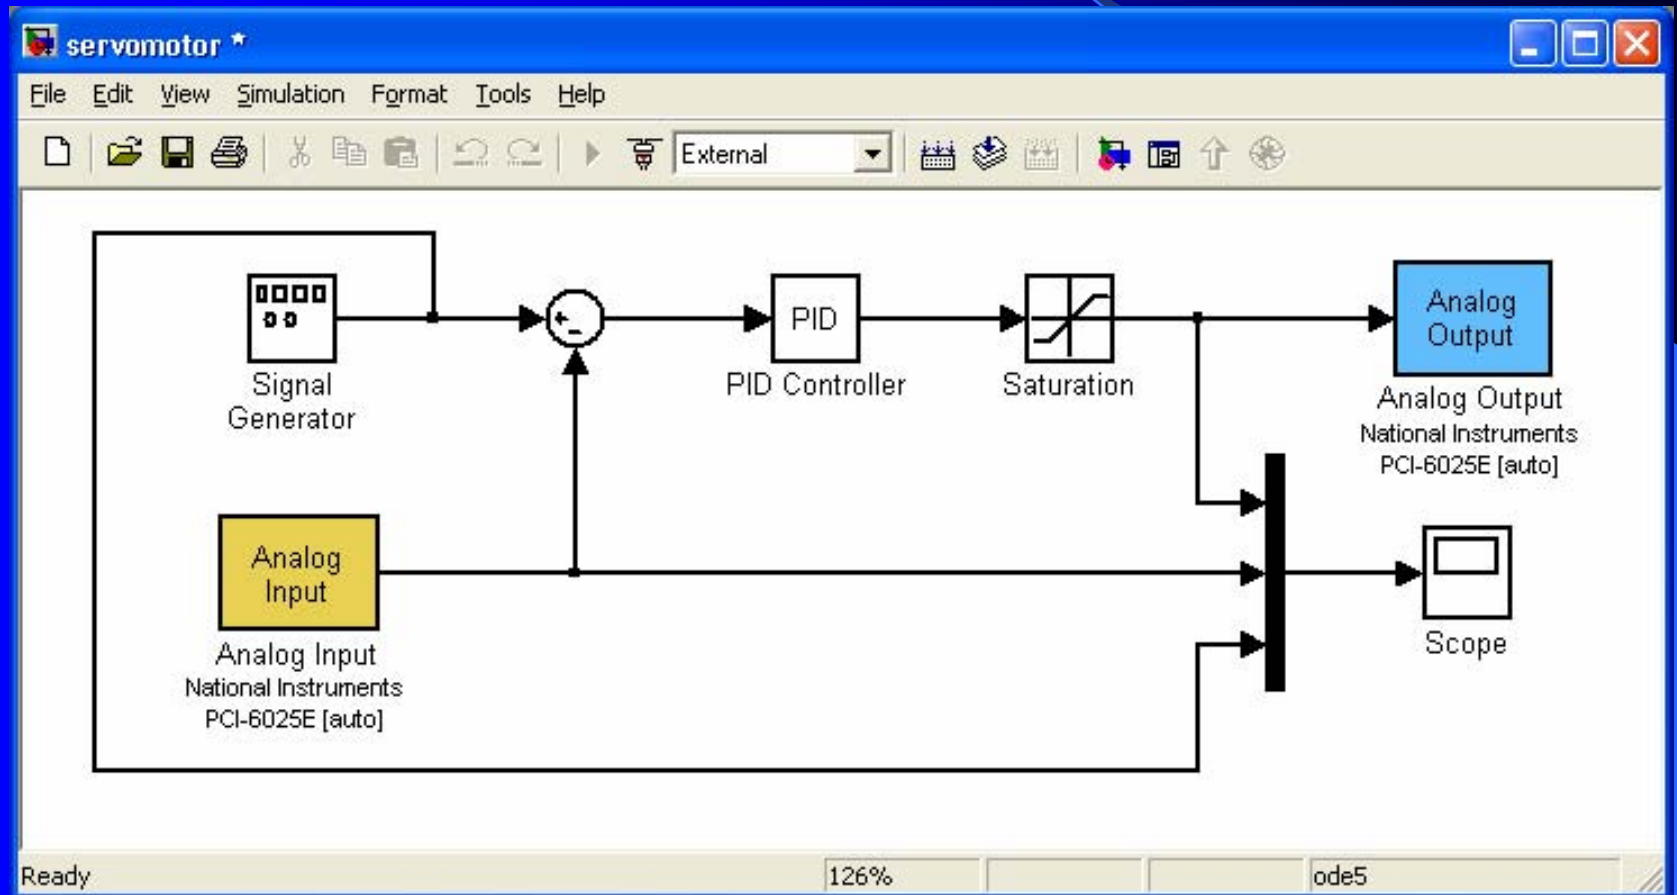 servomotor *
File Edit View Simulation Format Tools Help
External
Signal
Generator
PID
PID Controller
Saturation
Analog
Output
Analog Output
National Instruments
PCI-6025E [auto]
Analog
Input
Analog Input
National Instruments
PCI-6025E [auto]
Scope
Ready 126% ode5